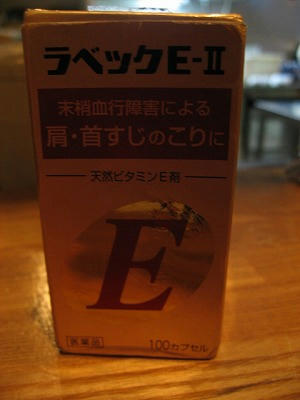 ラベックE-II
末梢血行障害による
肩・首すじのこりに
天然ビタミンE剤
E
医薬品
100カプセル